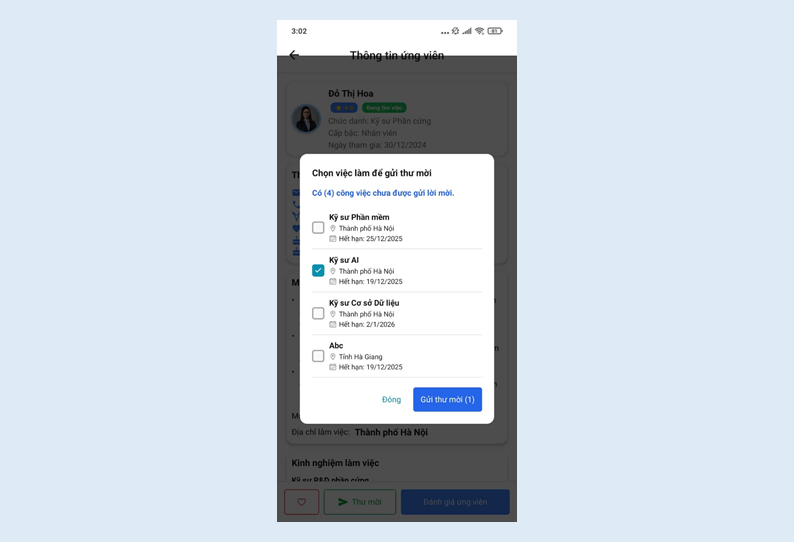 3:02
61
Thông tin ứng viên
Đỗ Thị Hoa
Đang tìm việc
Chức danh: Kỹ sư Phần cứng
Cấp bậc: Nhân viên
Ngày tham gia: 30/12/2024
Chọn việc làm để gửi thư mời
Có (4) công việc chưa được gửi lời mời.
Kỹ sư Phần mềm
Thành phố Hà Nội
Hết hạn: 25/12/2025
Kỹ sư AI
Thành phố Hà Nội
Hết hạn: 19/12/2025
Kỹ sư Cơ sở Dữ liệu
Thành phố Hà Nội
Hết hạn: 2/1/2026
Abc
Tỉnh Hà Giang
Hết hạn: 19/12/2025
Đóng
Gửi thư mời (1)
Địa chỉ làm việc: Thành phố Hà Nội
Kinh nghiệm làm việc
Kỹ sư R&D phần cứng
Thư mời
Đánh giá ứng viên